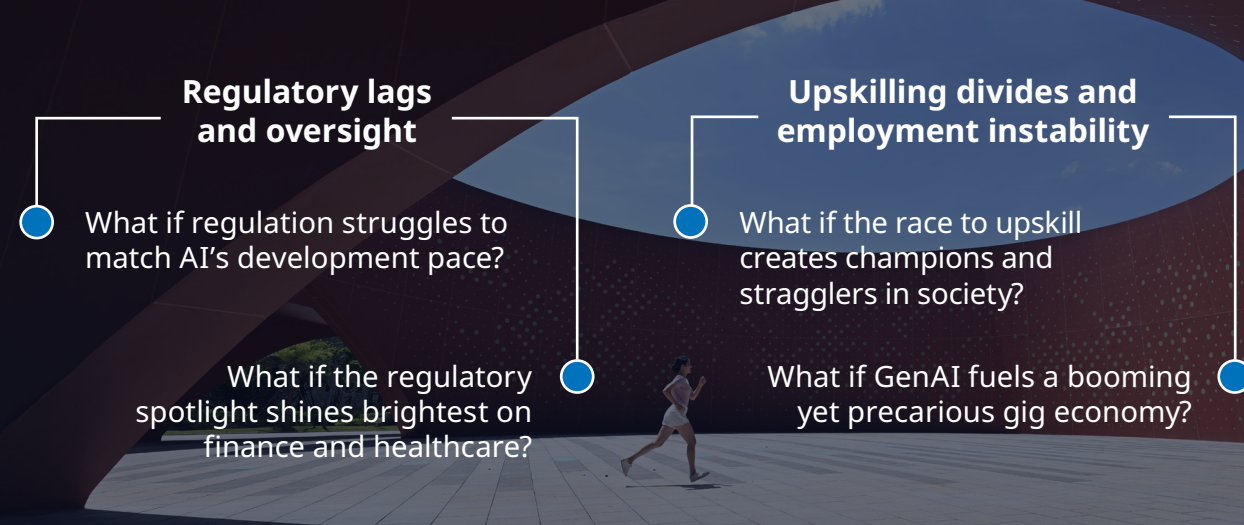 Regulatory lags
and oversight
What if regulation struggles to
match AI’s development pace?
What if the regulatory
spotlight shines brightest on
finance and healthcare?
Upskilling divides and
employment instability
What if the race to upskill
creates champions and
stragglers in society?
What if GenAI fuels a booming
yet precarious gig economy?